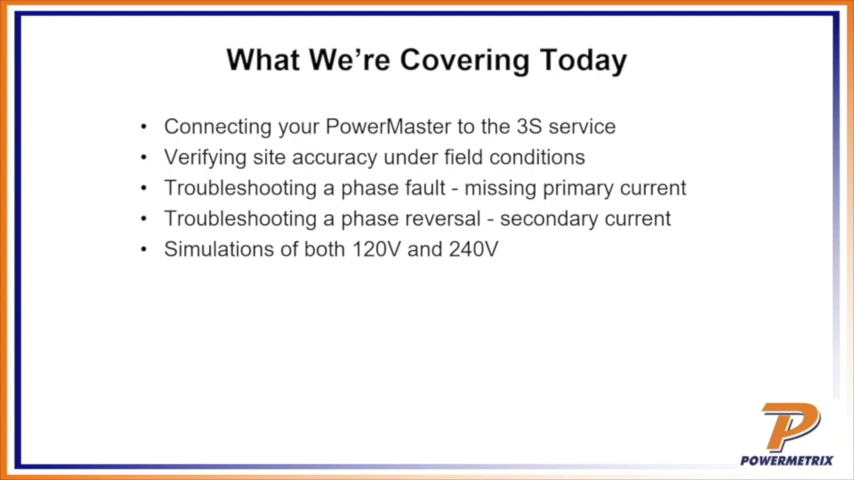 What We're Covering Today
• Connecting your PowerMaster to the 3S service
• Verifying site accuracy under field conditions
• Troubleshooting a phase fault - missing primary current
• Troubleshooting a phase reversal - secondary current
• Simulations of both 120V and 240V
P
POWERMETRIX